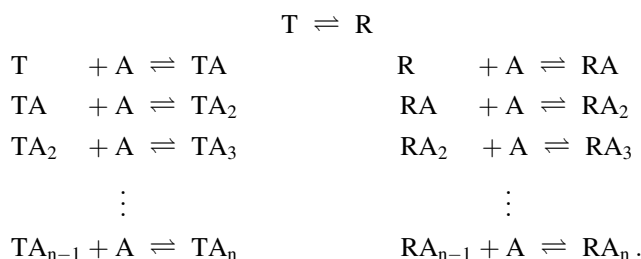 T ⇌ R
T + A ⇌ TA R + A ⇌ RA
TA + A ⇌ TA₂ RA + A ⇌ RA₂
TA₂ + A ⇌ TA₃ RA₂ + A ⇌ RA₃
⋮ ⋮
TAₙ₋₁ + A ⇌ TAₙ RAₙ₋₁ + A ⇌ RAₙ.